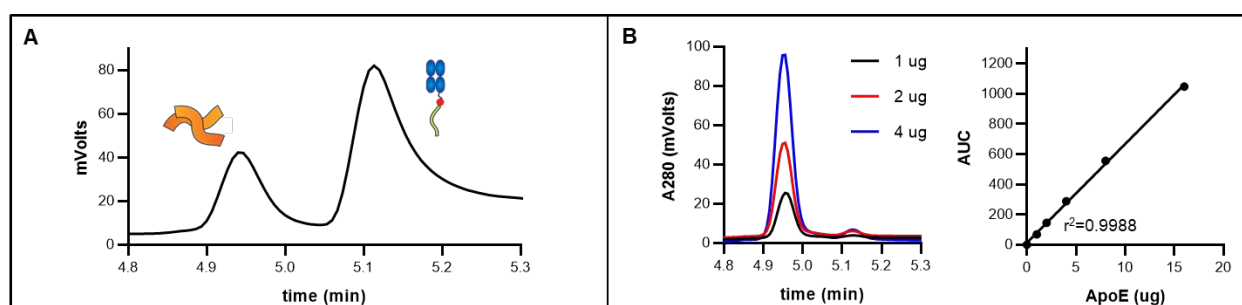 A
mVolts
80
60
40
20
0
4.8 4.9 5.0 5.1 5.2 5.3
time (min)
B
A280 (mVolts)
100
80
60
40
20
0
4.8 4.9 5.0 5.1 5.2 5.3
time (min)
1 ug
2 ug
4 ug
AUC
1200
1000
800
600
400
200
0
r²=0.9988
0 5 10 15 20
ApoE (ug)